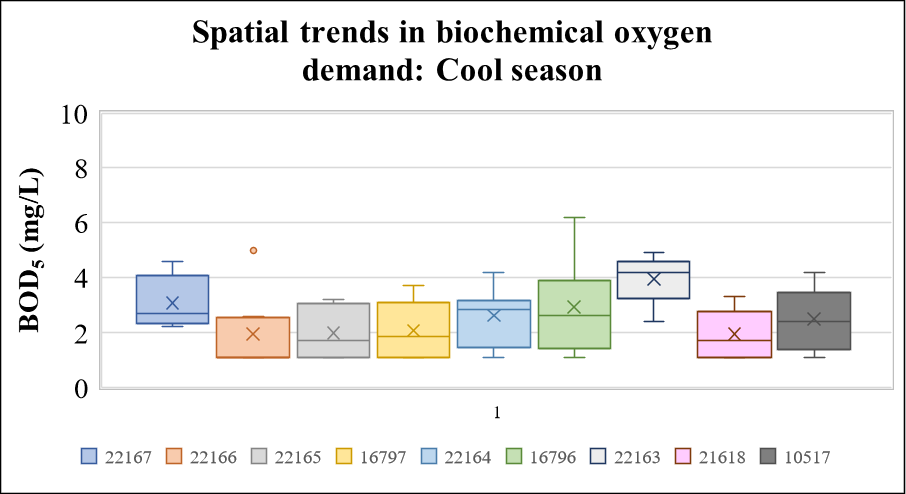 Spatial trends in biochemical oxygen
demand: Cool season
BOD5 (mg/L)
10
8
6
4
2
0
1
22167 22166 22165 16797 22164 16796 22163 21618 10517